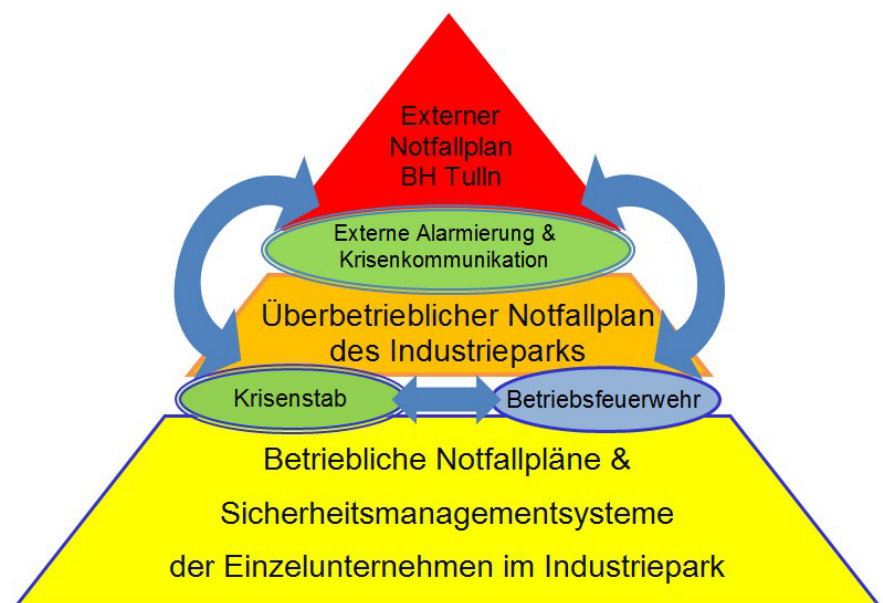 Externer
Notfallplan
BH Tulln
Externe Alarmierung &
Krisenkommunikation
Überbetrieblicher Notfallplan
des Industrieparks
Krisenstab
Betriebsfeuerwehr
Betriebliche Notfallpläne &
Sicherheitsmanagementsysteme
der Einzelunternehmen im Industriepark